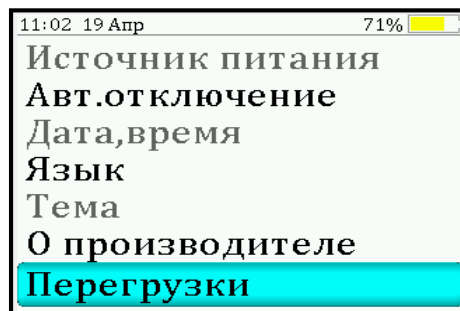 11:02 19 Апр 71%
Источник питания
Авт.отключение
Дата,время
Язык
Тема
О производителе
Перегрузки